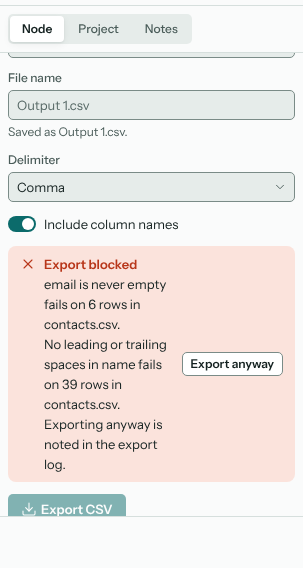 Node Project Notes
File name
Output 1.csv
Saved as Output 1.csv.
Delimiter
Comma
Include column names
Export blocked
email is never empty
fails on 6 rows in
contacts.csv.
No leading or trailing
spaces in name fails
on 39 rows in
contacts.csv.
Exporting anyway is
noted in the export
log.
Export anyway
Export CSV